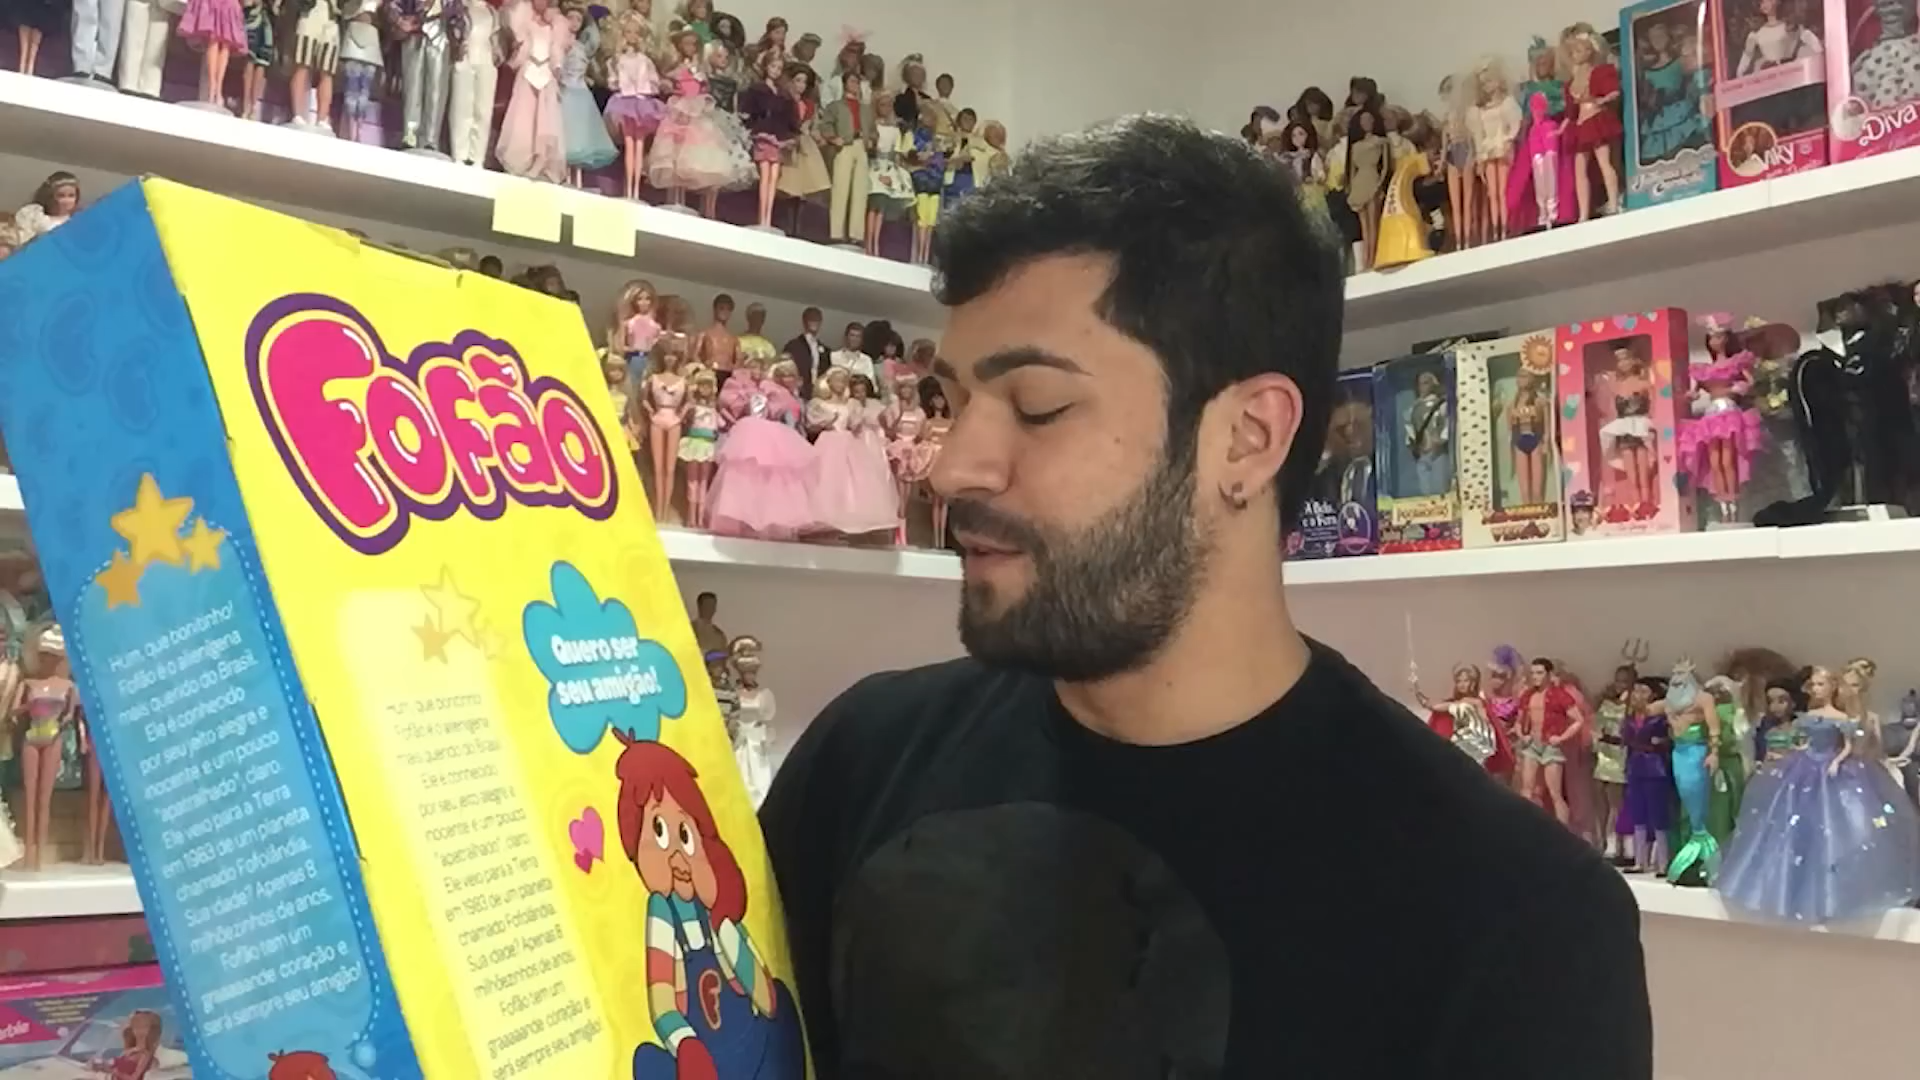 Fofão
Hum, que bonitinho!
Fofão é o alienígena
mais querido do Brasil.
Ele é conhecido
por seu jeito alegre e
inocente e um pouco
"apatralhado", claro.
Ele veio para a Terra
em 1983 de um planeta
chamado Fofolândia.
Sua idade? Apenas 8
milhõezinhos de anos.
Fofão tem um
graaaaande coração e
será sempre seu amigão!
Quero ser
seu amigão!
Hum, que bonitinho
Fofão é o alienígena
mais querido do Brasil
Ele é conhecido
por seu jeito alegre e
inocente e um pouco
"apatralhado", claro
Ele veio para a Terra
em 1983 de um planeta
chamado Fofolândia.
Sua idade? Apenas 8
milhõezinhos de anos.
Fofão tem um
graaaaande coração e
será sempre seu amigão!
F
Viky
Diva
A Bela
e a Fera
Pocahontas
VERÃO